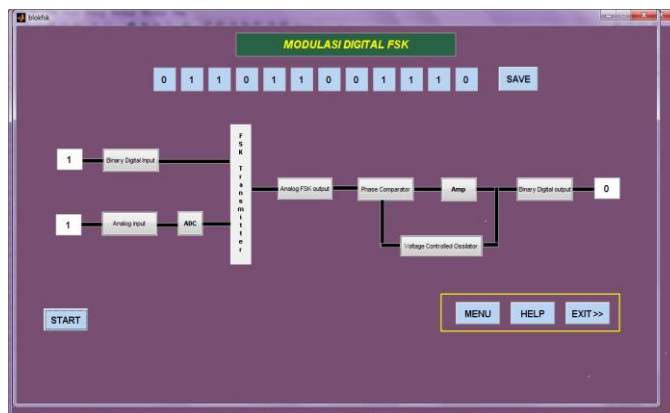 blokfsk
MODULASI DIGITAL FSK
0 1 1 0 1 1 0 0 1 1 1 0 SAVE
FSK Transmitter
1 Binary Digital Input
Analog FSK output Phase Comparator Amp Binary Digital output 0
1 Analog input ADC
Voltage Controlled Ossilator
START MENU HELP EXIT >>